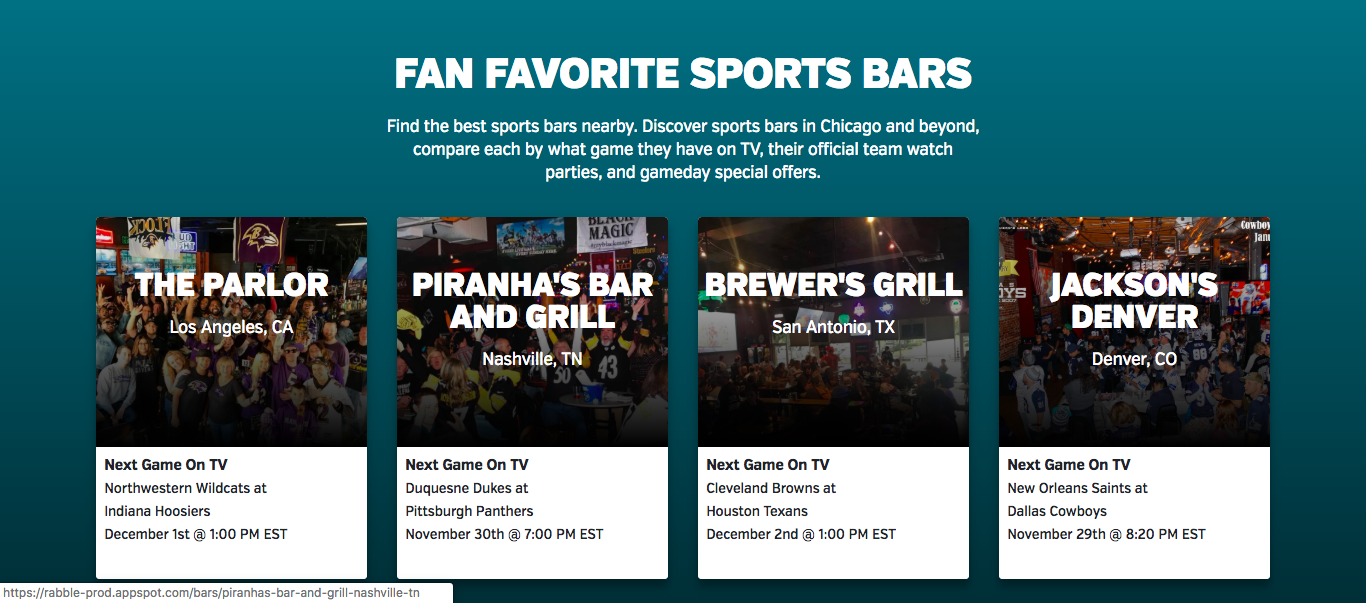 FAN FAVORITE SPORTS BARS
Find the best sports bars nearby. Discover sports bars in Chicago and beyond,
compare each by what game they have on TV, their official team watch
parties, and gameday special offers.
THE PARLOR
Los Angeles, CA
Next Game On TV
Northwestern Wildcats at
Indiana Hoosiers
December 1st @ 1:00 PM EST
BLACK
MAGIC
PIRANHA'S BAR
AND GRILL
Nashville, TN
43
Next Game On TV
Duquesne Dukes at
Pittsburgh Panthers
November 30th @ 7:00 PM EST
BREWER'S GRILL
San Antonio, TX
Next Game On TV
Cleveland Browns at
Houston Texans
December 2nd @ 1:00 PM EST
JACKSON'S
DENVER
Denver, CO
86
Next Game On TV
New Orleans Saints at
Dallas Cowboys
November 29th @ 8:20 PM EST
https://rabble-prod.appspot.com/bars/piranhas-bar-and-grill-nashville-tn